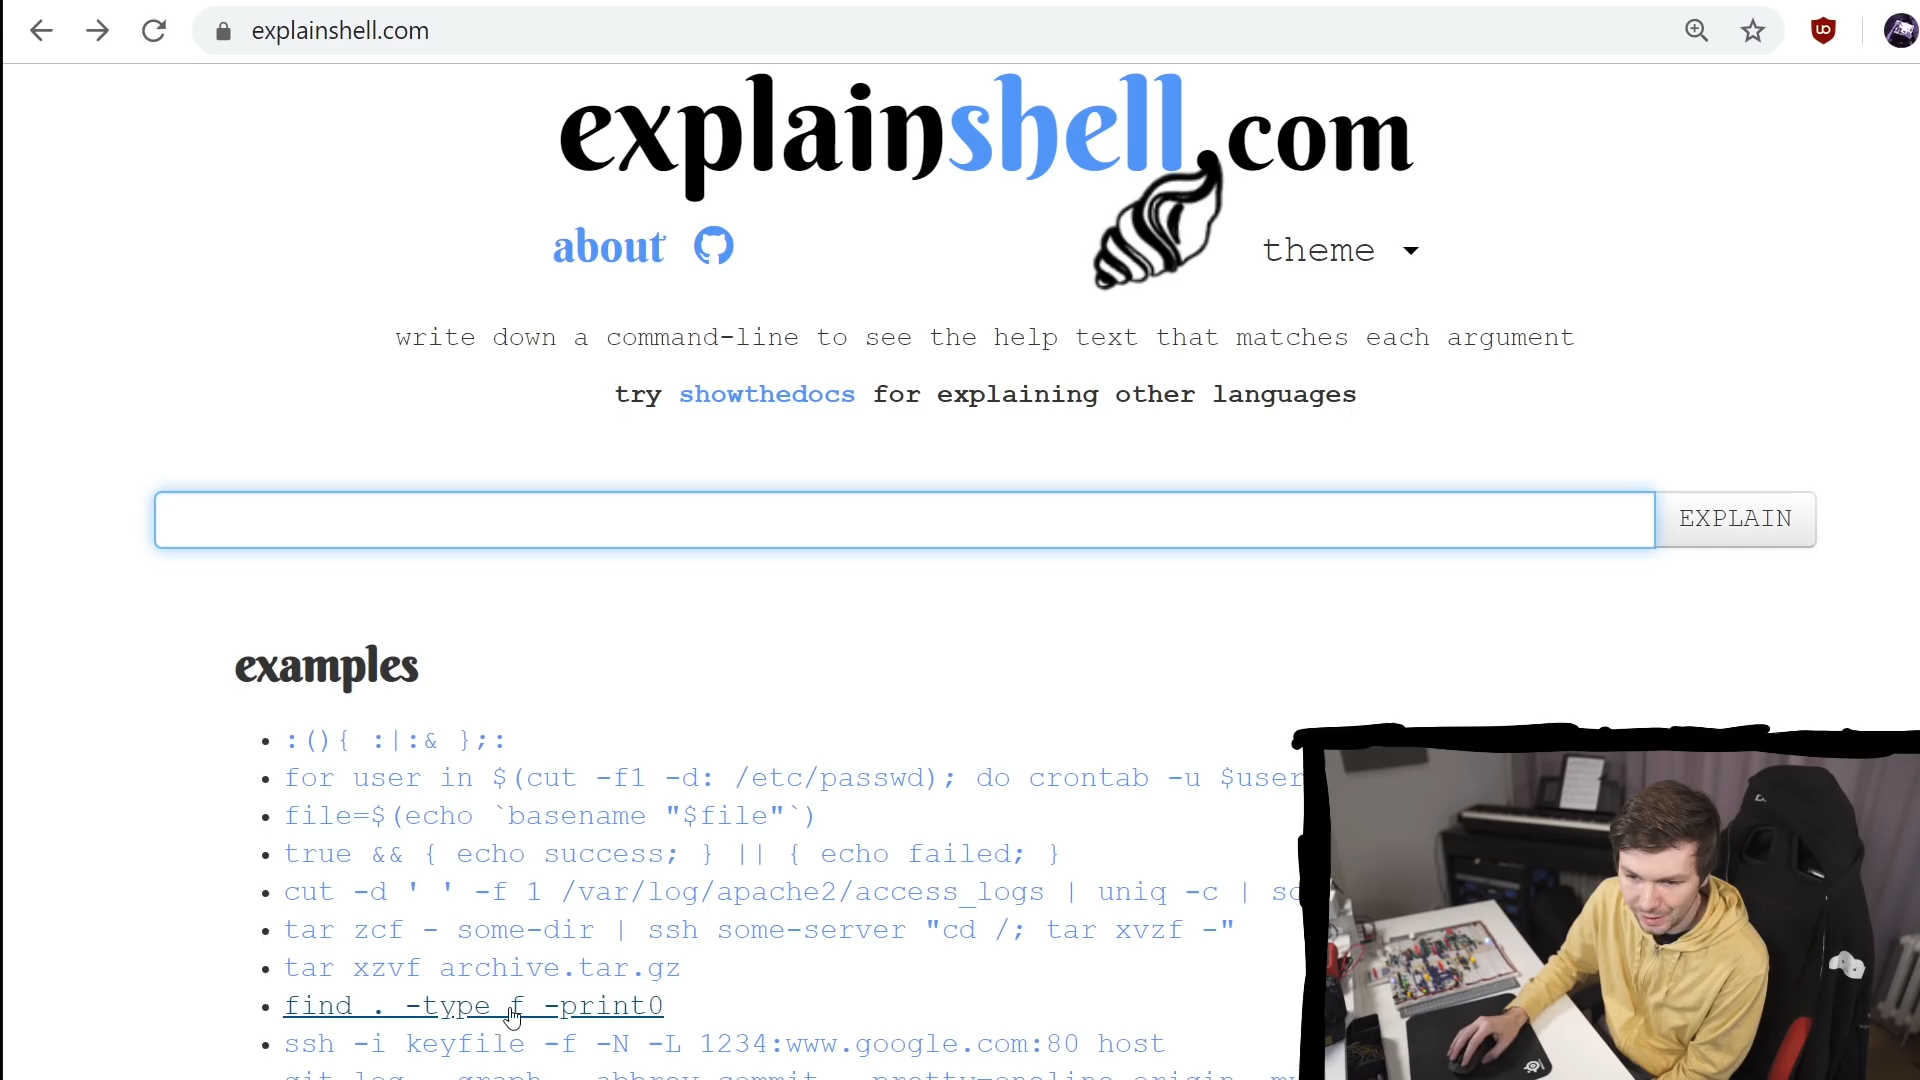 explainshell.com
explainshell.com
about
theme
write down a command-line to see the help text that matches each argument
try showthedocs for explaining other languages
EXPLAIN
examples
:(){ :|:& };:
for user in $(cut -f1 -d: /etc/passwd); do crontab -u $user
file=$(echo `basename "$file"`)
true && { echo success; } || { echo failed; }
cut -d ' ' -f 1 /var/log/apache2/access_logs | uniq -c |
tar zcf - some-dir | ssh some-server "cd /; tar xvzf -"
tar xzvf archive.tar.gz
find . -type f -print0
ssh -i keyfile -f -N -L 1234:www.google.com:80 host